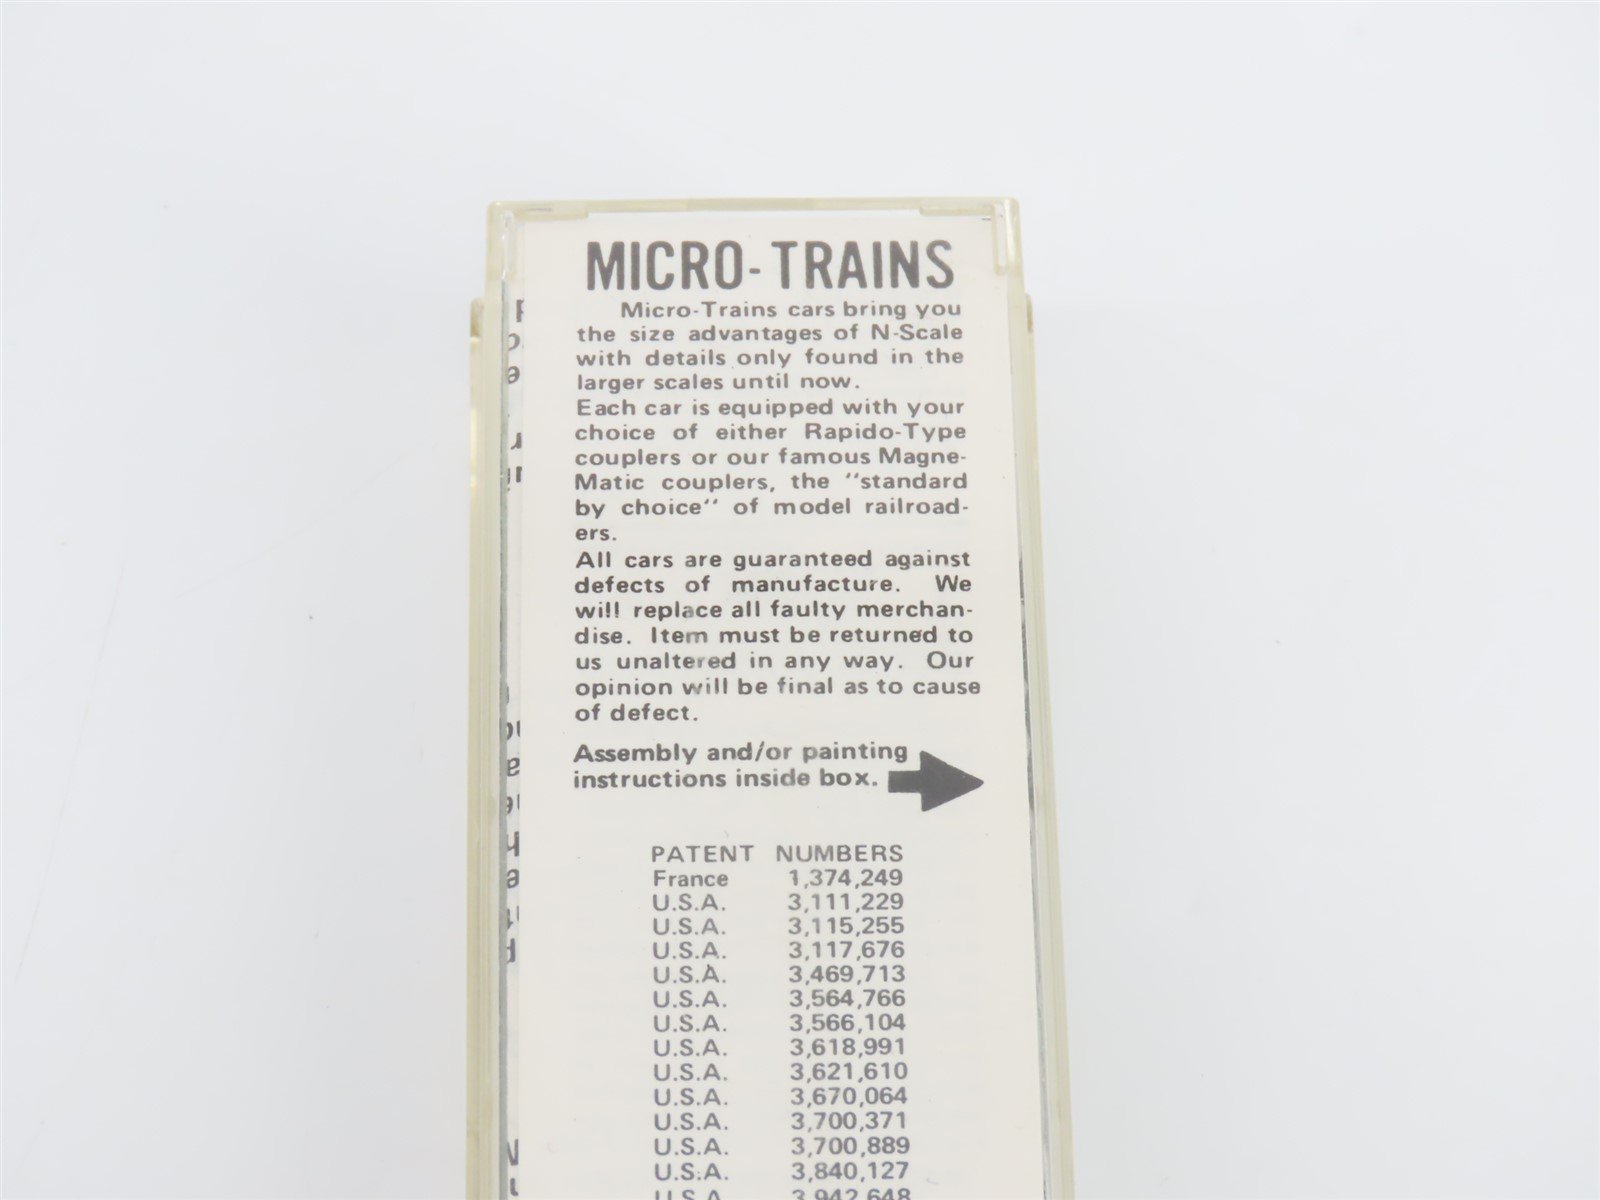 MICRO-TRAINS
Micro-Trains cars bring you
the size advantages of N-Scale
with details only found in the
larger scales until now.
Each car is equipped with your
choice of either Rapido-Type
couplers or our famous Magne-
Matic couplers, the "standard
by choice" of model railroad-
ers.
All cars are guaranteed against
defects of manufacture. We
will replace all faulty merchan-
dise. Item must be returned to
us unaltered in any way. Our
opinion will be final as to cause
of defect.
Assembly and/or painting
instructions inside box.
PATENT NUMBERS
France 1,374,249
U.S.A. 3,111,229
U.S.A. 3,115,255
U.S.A. 3,117,676
U.S.A. 3,469,713
U.S.A. 3,564,766
U.S.A. 3,566,104
U.S.A. 3,618,991
U.S.A. 3,621,610
U.S.A. 3,670,064
U.S.A. 3,700,371
U.S.A. 3,700,889
U.S.A. 3,840,127
U.S.A. 3,942,648